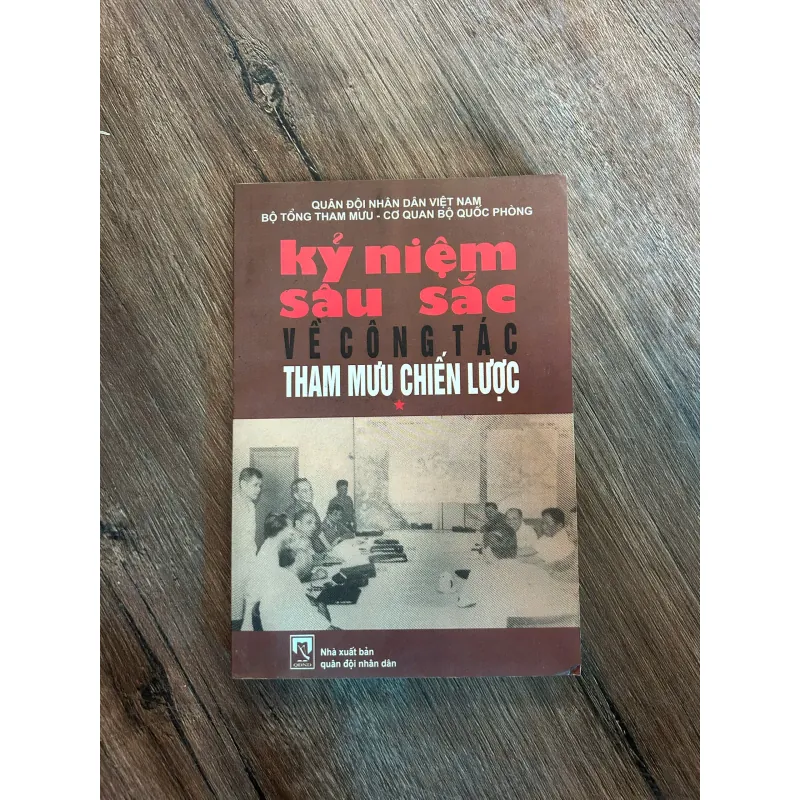 QUÂN ĐỘI NHÂN DÂN VIỆT NAM
BỘ TỔNG THAM MƯU - CƠ QUAN BỘ QUỐC PHÒNG
kỷ niệm
sâu sắc
VỀ CÔNG TÁC
THAM MƯU CHIẾN LƯỢC
QĐND
Nhà xuất bản
quân đội nhân dân